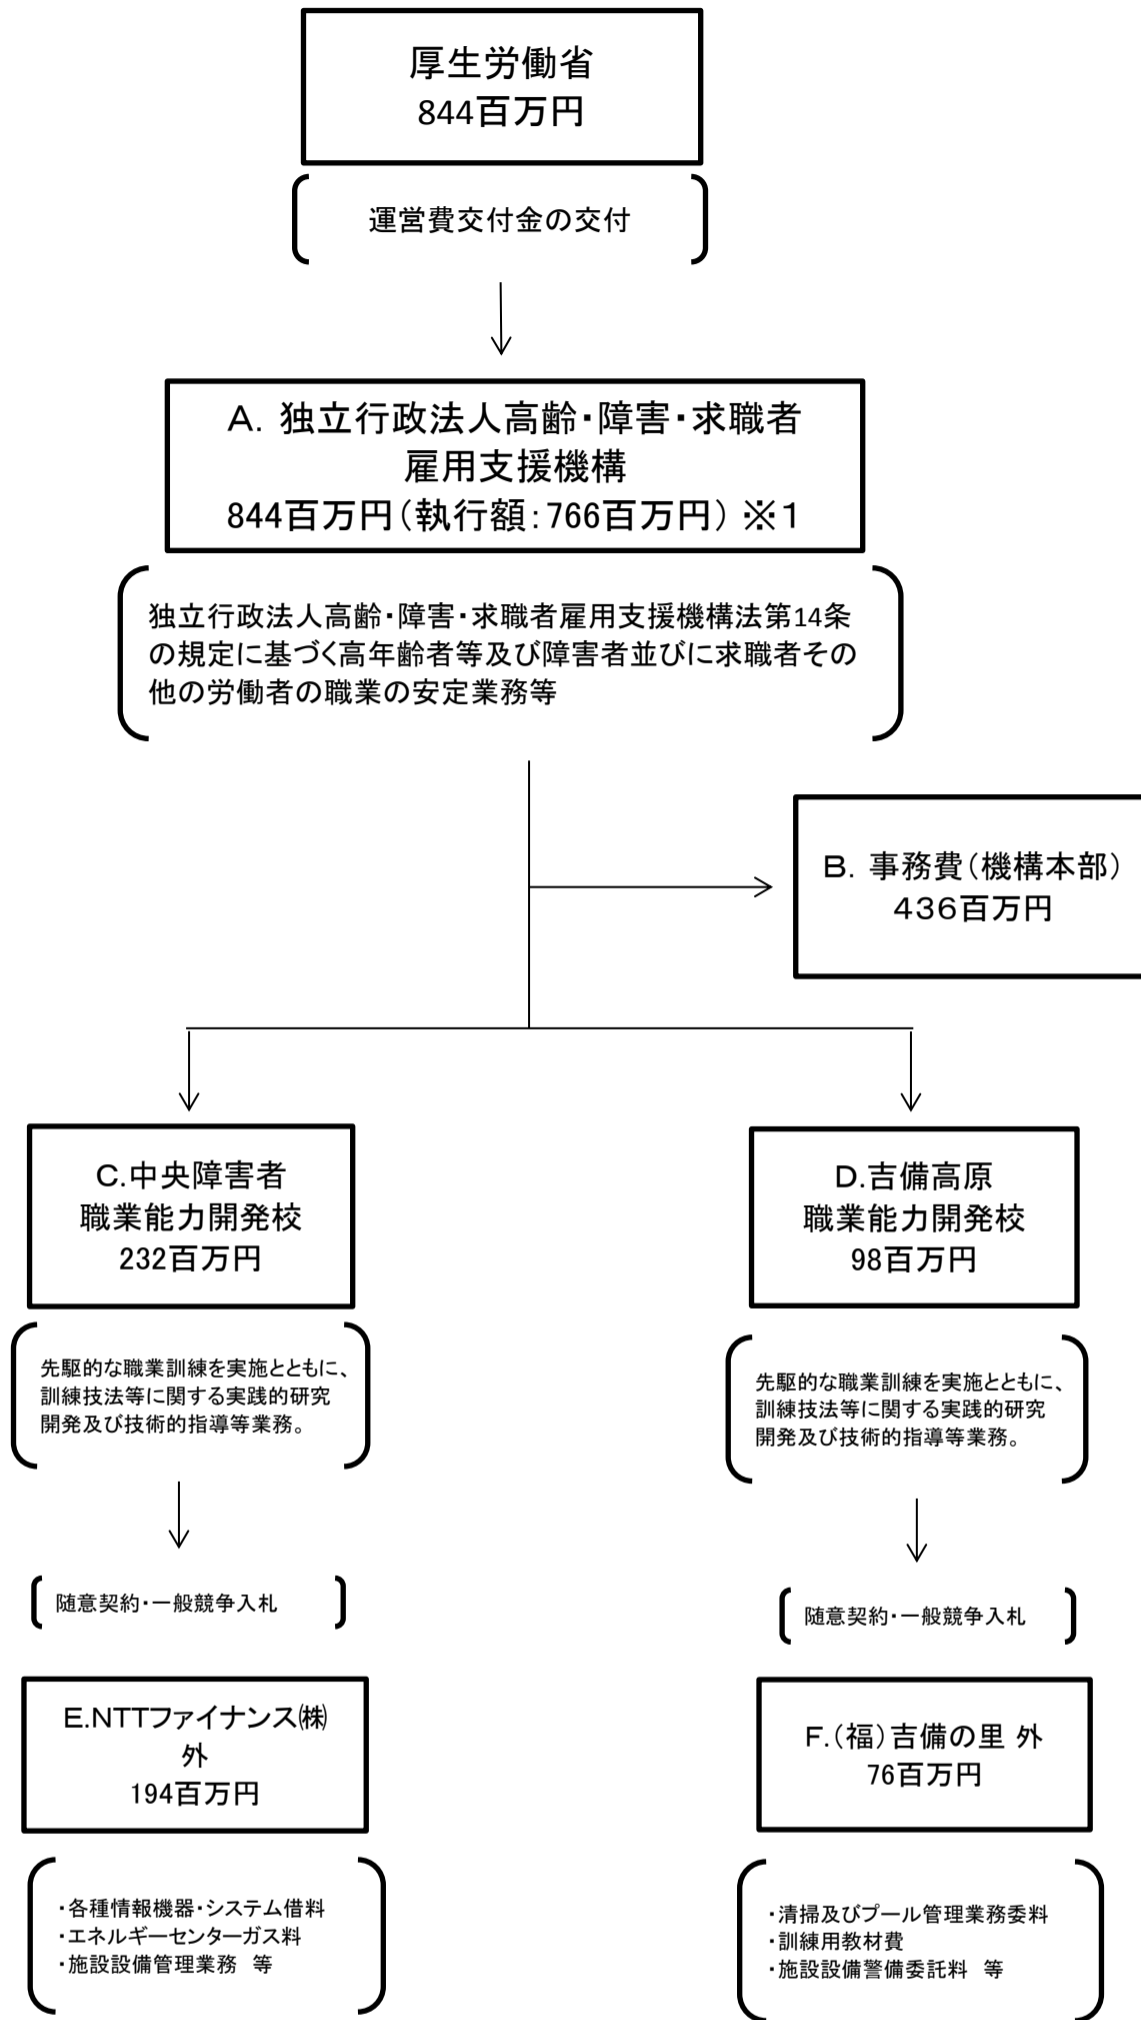 厚生労働省
844百万円
運営費交付金の交付
A. 独立行政法人高齢・障害・求職者
雇用支援機構
844百万円(執行額:766百万円) ※1
独立行政法人高齢・障害・求職者雇用支援機構法第14条
の規定に基づく高年齢者等及び障害者並びに求職者その
他の労働者の職業の安定業務等
B. 事務費(機構本部)
436百万円
C.中央障害者
職業能力開発校
232百万円
先駆的な職業訓練を実施とともに、
訓練技法等に関する実践的研究
開発及び技術的指導等業務。
随意契約・一般競争入札
E.NTTファイナンス㈱
外
194百万円
・各種情報機器・システム借料
・エネルギーセンターガス料
・施設設備管理業務 等
D.吉備高原
職業能力開発校
98百万円
先駆的な職業訓練を実施とともに、
訓練技法等に関する実践的研究
開発及び技術的指導等業務。
随意契約・一般競争入札
F.(福)吉備の里 外
76百万円
・清掃及びプール管理業務委料
・訓練用教材費
・施設設備警備委託料 等